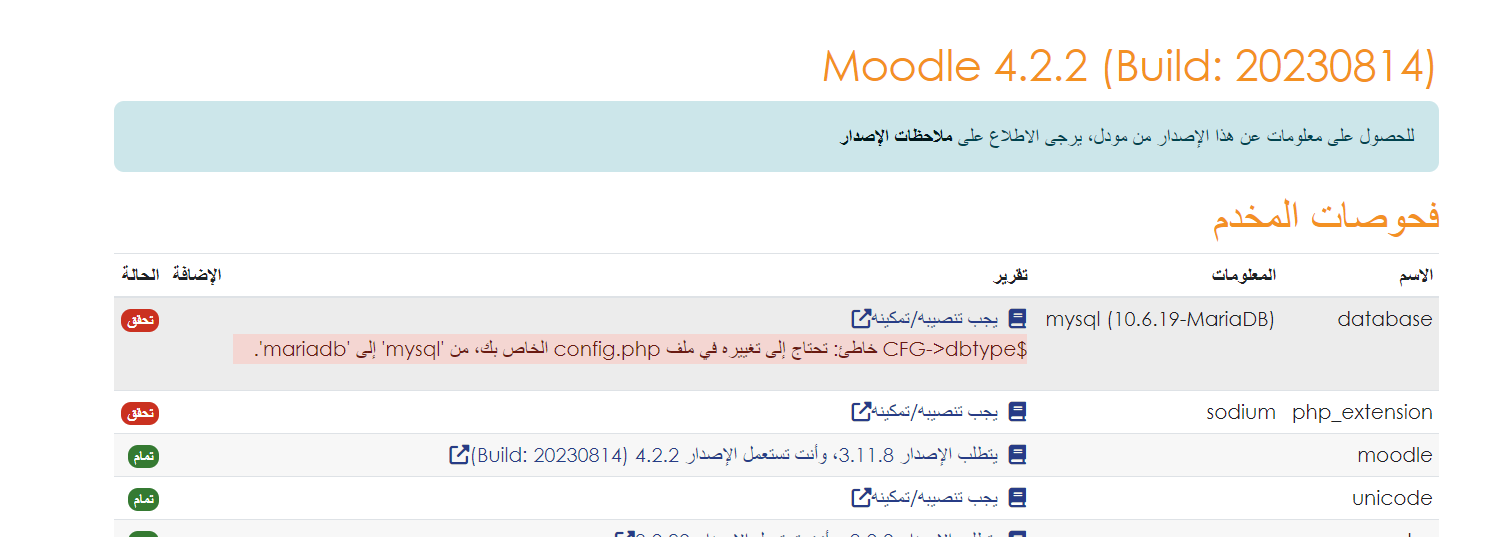 Moodle 4.2.2 (Build: 20230814)
للحصول على معلومات عن هذا الإصدار من مودل، يرجى الاطلاع على ملاحظات الإصدار
فحوصات المخدم
الاسم المعلومات تقرير الإضافة الحالة
database mysql (10.6.19-MariaDB) يجب تنصيبه/تمكينه تحقق
$CFG->dbtype خاطئ: تحتاج إلى تغييره في ملف config.php الخاص بك، من 'mysql' إلى 'mariadb'.
php_extension sodium يجب تنصيبه/تمكينه تحقق
moodle يتطلب الإصدار 3.11.8، وأنت تستعمل الإصدار 4.2.2 (Build: 20230814) تمام
unicode يجب تنصيبه/تمكينه تمام